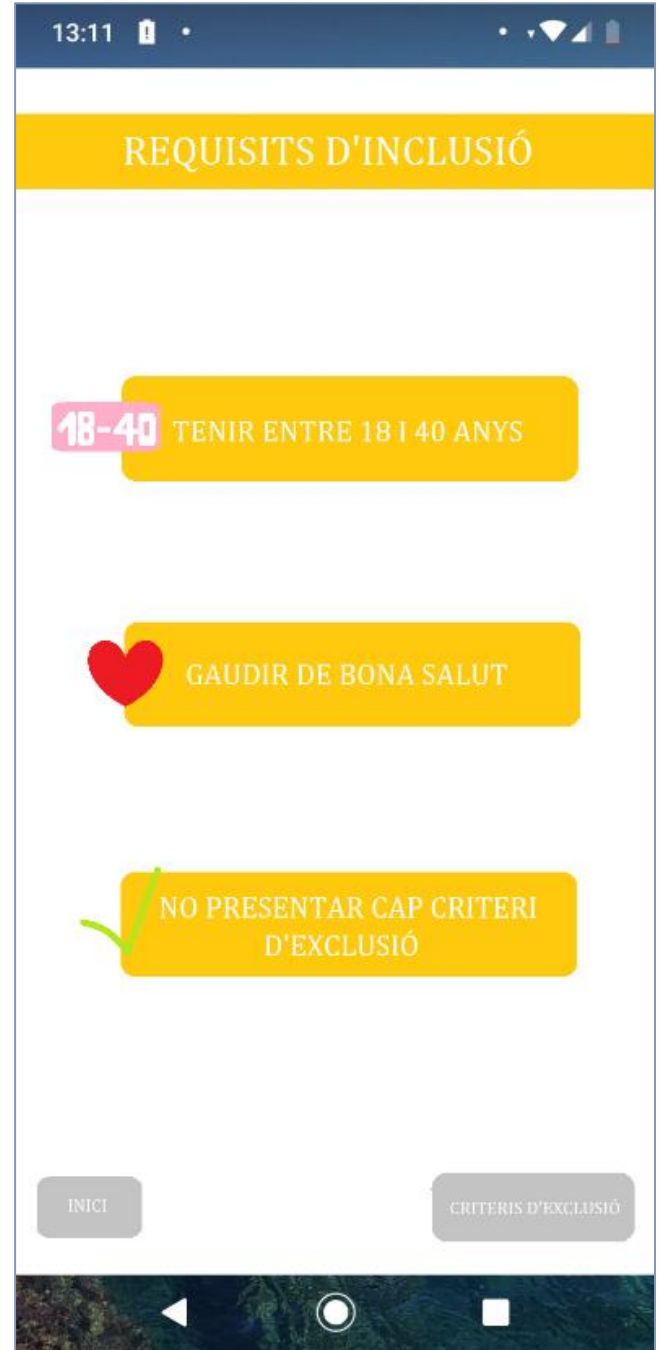 13:11
REQUISITS D'INCLUSIÓ
18-40
TENIR ENTRE 18 I 40 ANYS
GAUDIR DE BONA SALUT
NO PRESENTAR CAP CRITERI
D'EXCLUSIÓ
INICI
CRITERIS D'EXCLUSIÓ